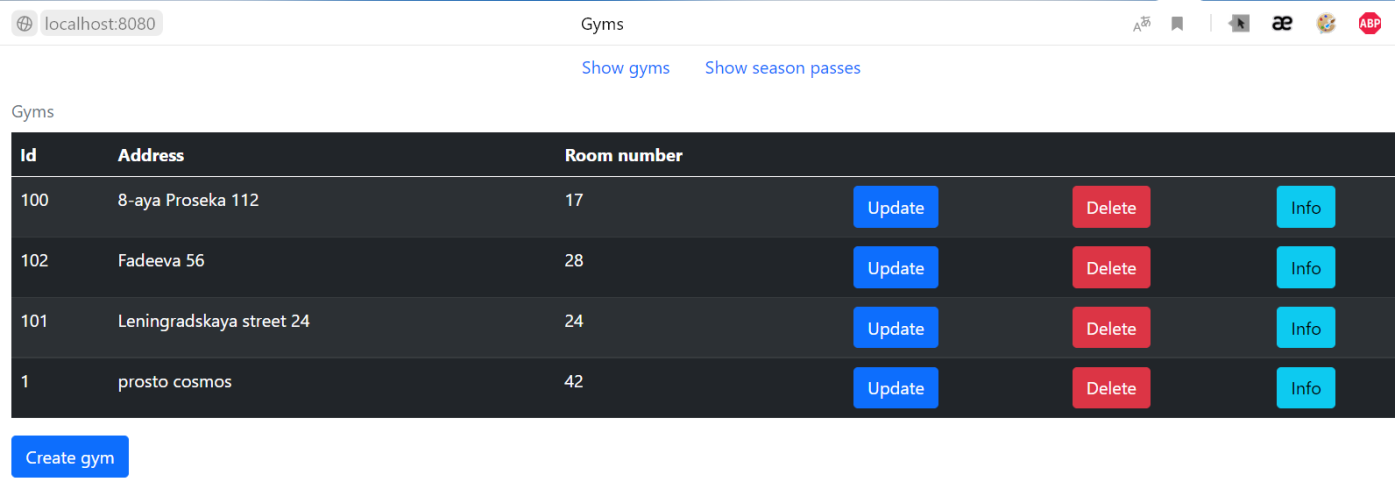 localhost:8080 Gyms Aあ æ ABP
Show gyms Show season passes
Gyms
Id Address Room number
100 8-aya Proseka 112 17 Update Delete Info
102 Fadeeva 56 28 Update Delete Info
101 Leningradskaya street 24 24 Update Delete Info
1 prosto cosmos 42 Update Delete Info
Create gym